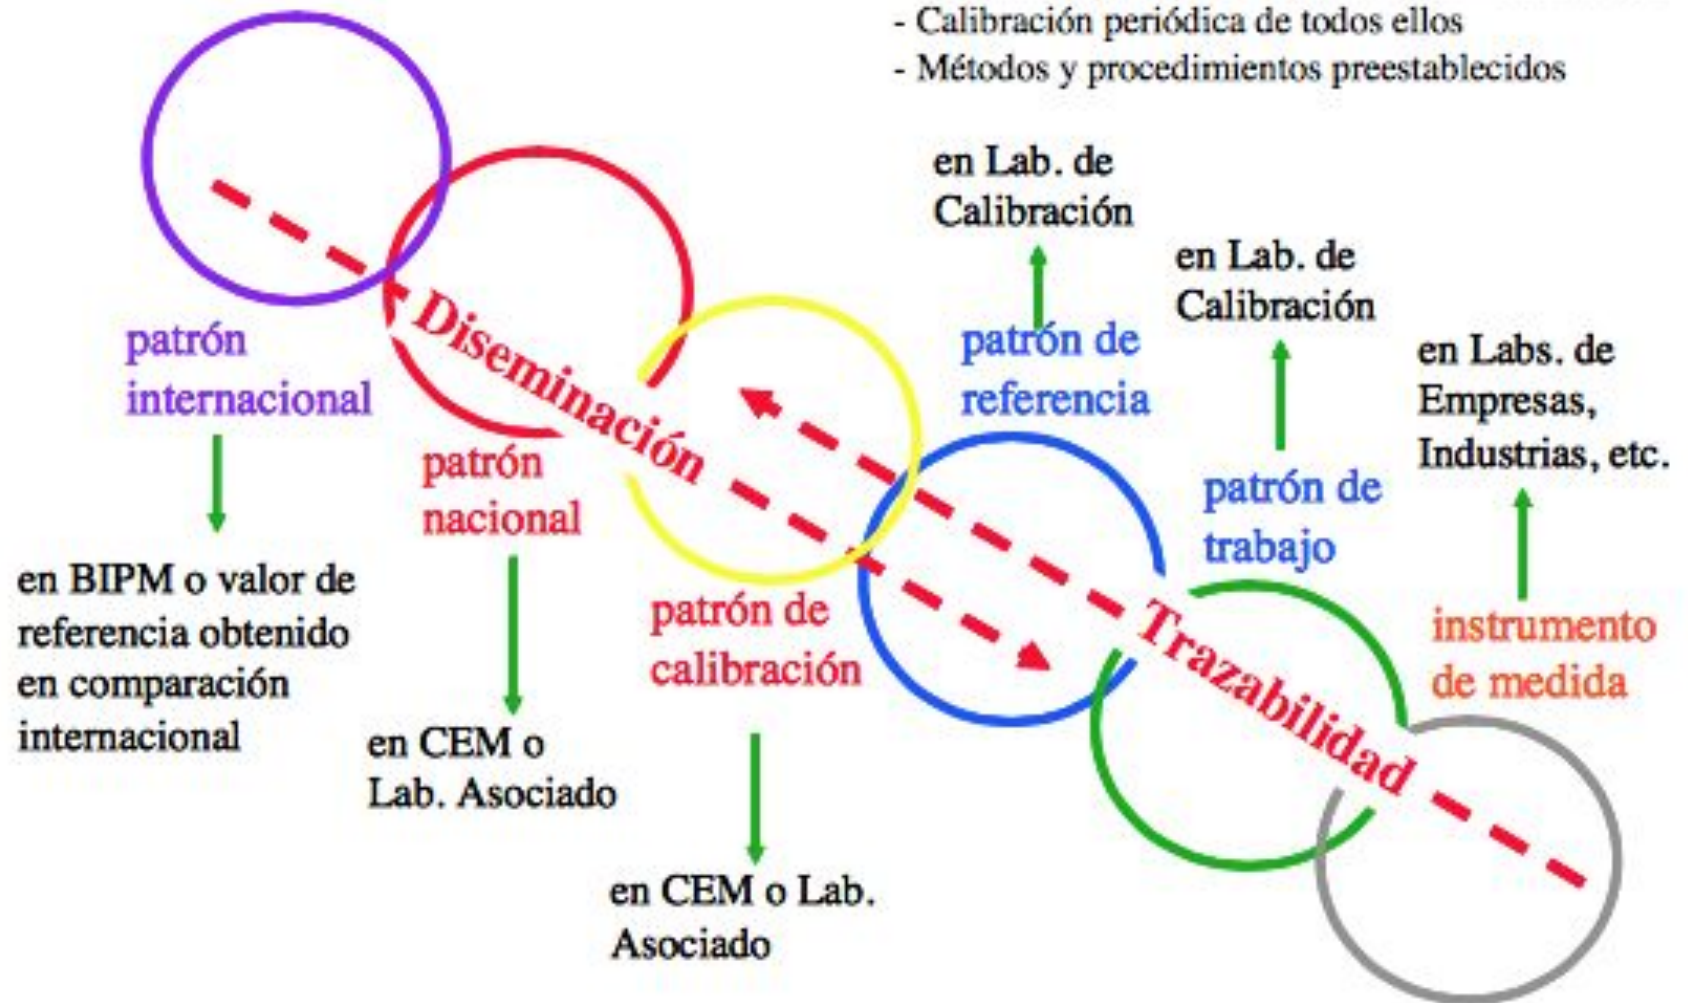 - Calibración periódica de todos ellos
- Métodos y procedimientos preestablecidos
en Lab. de
Calibración
en Lab. de
Calibración
patrón
internacional
Diseminación
patrón de
referencia
en Labs. de
Empresas,
Industrias, etc.
patrón
nacional
patrón de
trabajo
en BIPM o valor de
referencia obtenido
en comparación
internacional
patrón de
calibración
Trazabilidad
instrumento
de medida
en CEM o
Lab. Asociado
en CEM o Lab.
Asociado